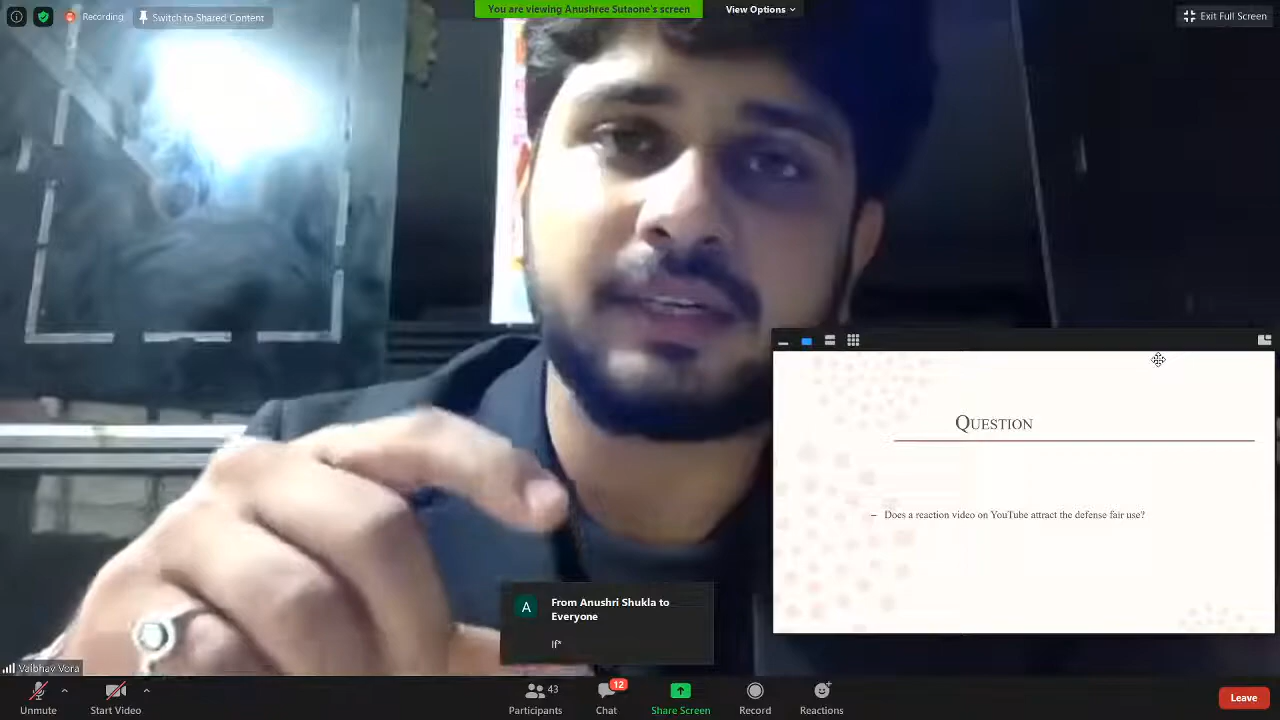 Recording
Switch to Shared Content
You are viewing Anushree Sutaone's screen
View Options
Exit Full Screen
QUESTION
– Does a reaction video on YouTube attract the defense fair use?
A
From Anushri Shukla to
Everyone
If*
Vaibhav Vora
Unmute
Start Video
43
Participants
12
Chat
Share Screen
Record
Reactions
Leave